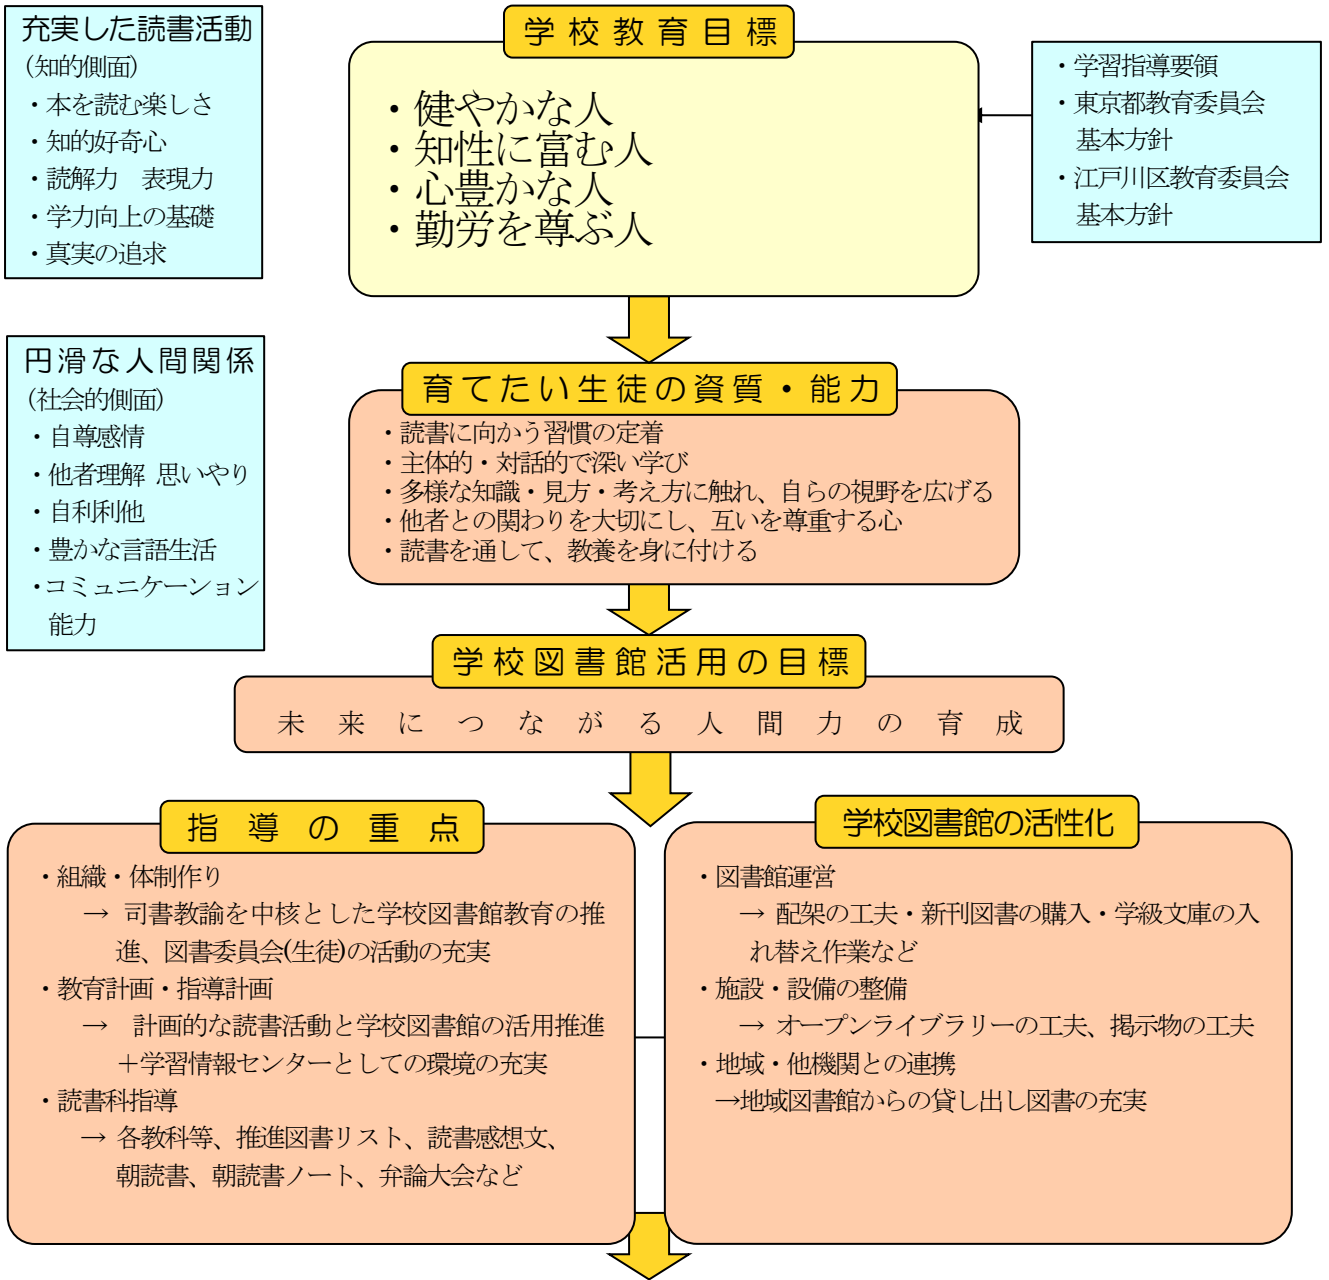 充実した読書活動
(知的側面)
・本を読む楽しさ
・知的好奇心
・読解力　表現力
・学力向上の基礎
・真実の追求
学校教育目標
・健やかな人
・知性に富む人
・心豊かな人
・勤労を尊ぶ人
・学習指導要領
・東京都教育委員会
基本方針
・江戸川区教育委員会
基本方針
円滑な人間関係
(社会的側面)
・自尊感情
・他者理解 思いやり
・自利利他
・豊かな言語生活
・コミュニケーション
能力
育てたい生徒の資質・能力
・読書に向かう習慣の定着
・主体的・対話的で深い学び
・多様な知識・見方・考え方に触れ、自らの視野を広げる
・他者との関わりを大切にし、互いを尊重する心
・読書を通して、教養を身に付ける
学校図書館活用の目標
未来につながる人間力の育成
指導の重点
・組織・体制作り
→ 司書教諭を中核とした学校図書館教育の推
進、図書委員会(生徒)の活動の充実
・教育計画・指導計画
→ 計画的な読書活動と学校図書館の活用推進
＋学習情報センターとしての環境の充実
・読書科指導
→ 各教科等、推進図書リスト、読書感想文、
朝読書、朝読書ノート、弁論大会など
学校図書館の活性化
・図書館運営
→ 配架の工夫・新刊図書の購入・学級文庫の入
れ替え作業など
・施設・設備の整備
→ オープンライブラリーの工夫、掲示物の工夫
・地域・他機関との連携
→地域図書館からの貸し出し図書の充実